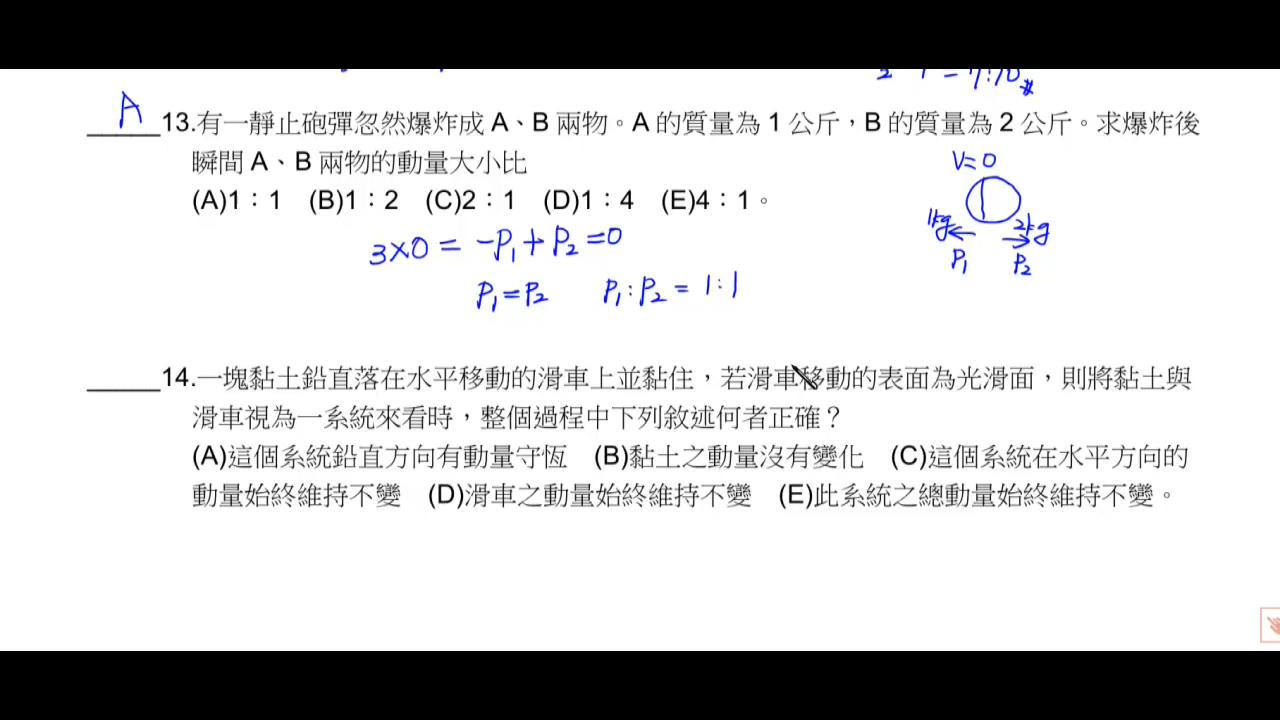 2 = 7:10#
A
13.有一靜止砲彈忽然爆炸成 A、B 兩物。A 的質量為 1 公斤，B 的質量為 2 公斤。求爆炸後
瞬間 A、B 兩物的動量大小比
V=0
(A)1：1 (B)1：2 (C)2：1 (D)1：4 (E)4：1。
1kg 2kg
3×0 = -P₁+P₂=0
P₁ P₂
P₁=P₂ P₁:P₂ = 1:1
14.一塊黏土鉛直落在水平移動的滑車上並黏住，若滑車移動的表面為光滑面，則將黏土與
滑車視為一系統來看時，整個過程中下列敘述何者正確？
(A)這個系統鉛直方向有動量守恆 (B)黏土之動量沒有變化 (C)這個系統在水平方向的
動量始終維持不變 (D)滑車之動量始終維持不變 (E)此系統之總動量始終維持不變。